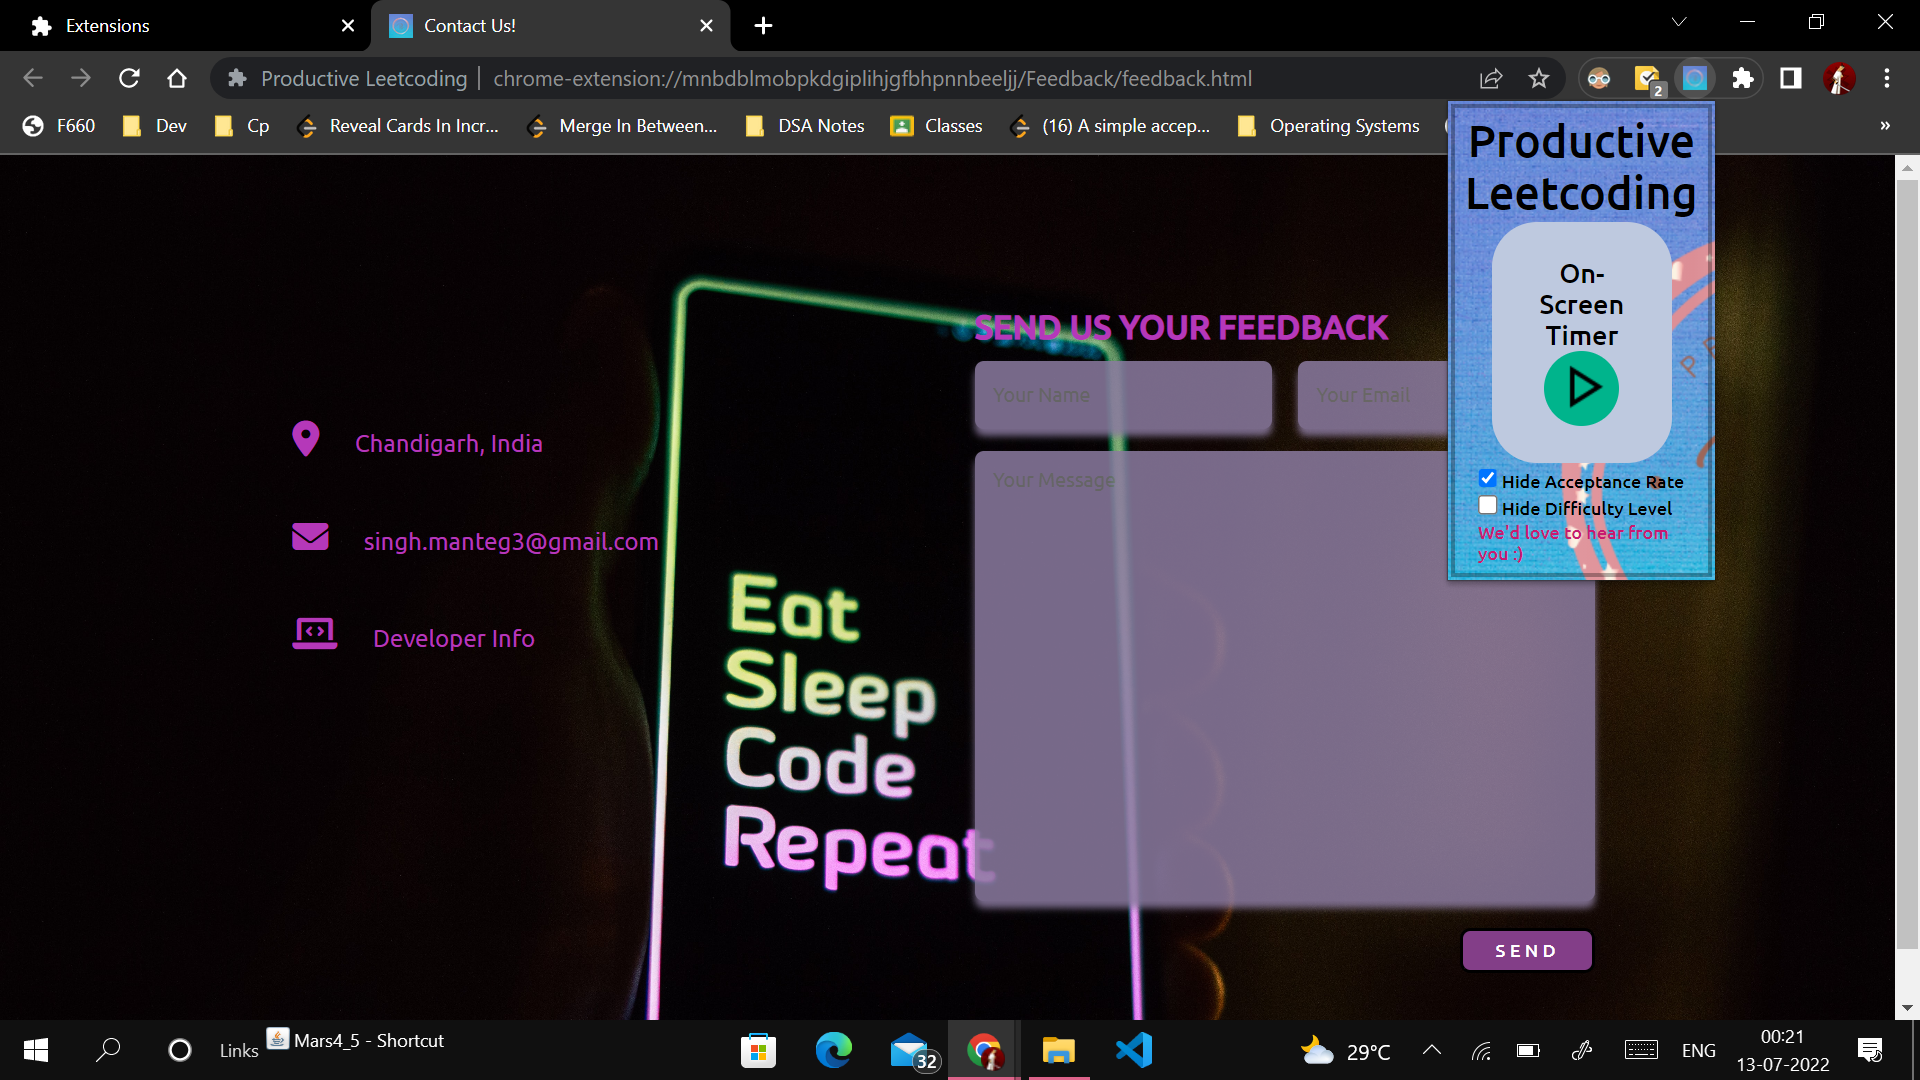 Extensions
Contact Us!
Productive Leetcoding | chrome-extension://mnbdblmobpkdgiplihjgfbhpnnbeeljj/Feedback/feedback.html
2
F660
Dev
Cp
Reveal Cards In Incr...
Merge In Between...
DSA Notes
Classes
(16) A simple accep...
Operating Systems
»
Productive
Leetcoding
On-
Screen
Timer
Hide Acceptance Rate
Hide Difficulty Level
We'd love to hear from
you :)
SEND US YOUR FEEDBACK
Your Name
Your Email
Your Message
Chandigarh, India
singh.manteg3@gmail.com
Developer Info
Eat
Sleep
Code
Repeat
SEND
Links
Mars4_5 - Shortcut
32
29°C
ENG
00:21
13-07-2022